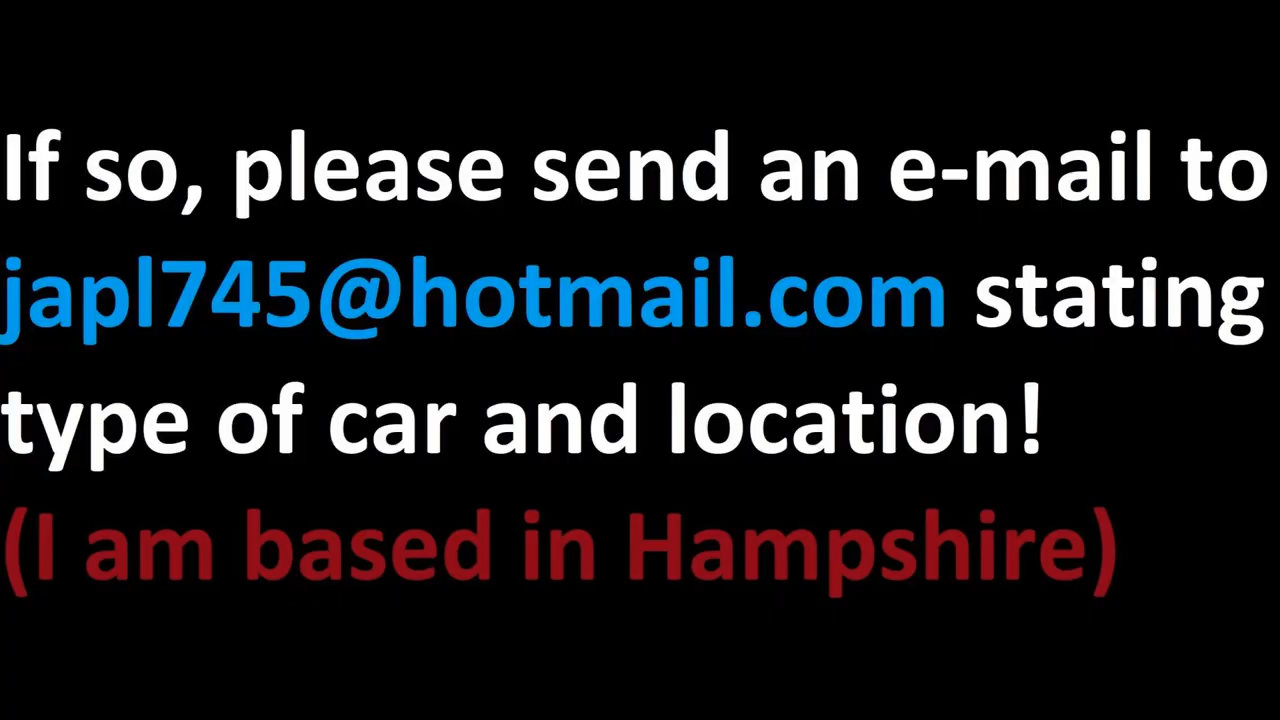 If so, please send an e-mail to
japl745@hotmail.com stating
type of car and location!
(I am based in Hampshire)